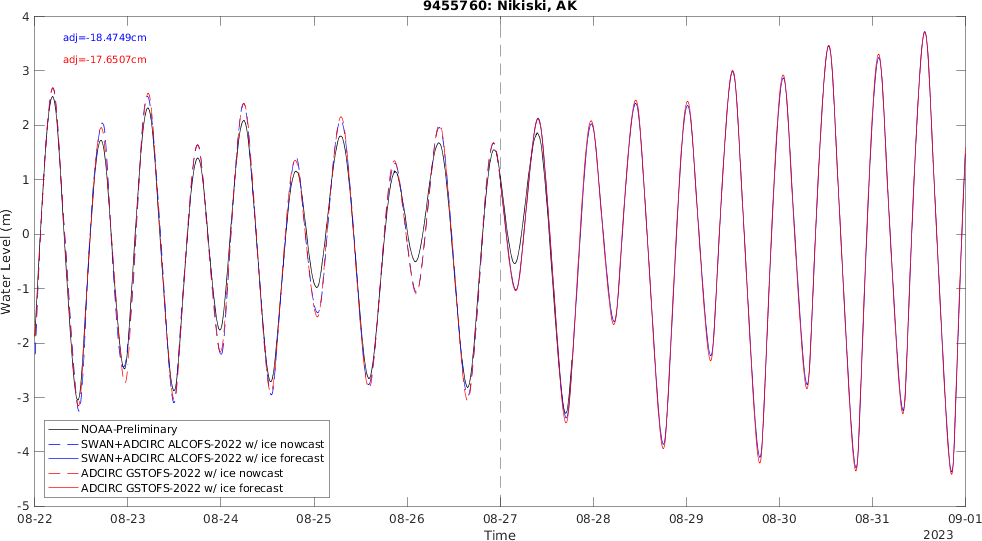 9455760: Nikiski, AK
adj=-18.4749cm
adj=-17.6507cm
4
3
2
1
0
-1
-2
-3
-4
-5
Water Level (m)
NOAA-Preliminary
SWAN+ADCIRC ALCOFS-2022 w/ ice nowcast
SWAN+ADCIRC ALCOFS-2022 w/ ice forecast
ADCIRC GSTOFS-2022 w/ ice nowcast
ADCIRC GSTOFS-2022 w/ ice forecast
08-22 08-23 08-24 08-25 08-26 08-27 08-28 08-29 08-30 08-31 09-01
Time
2023